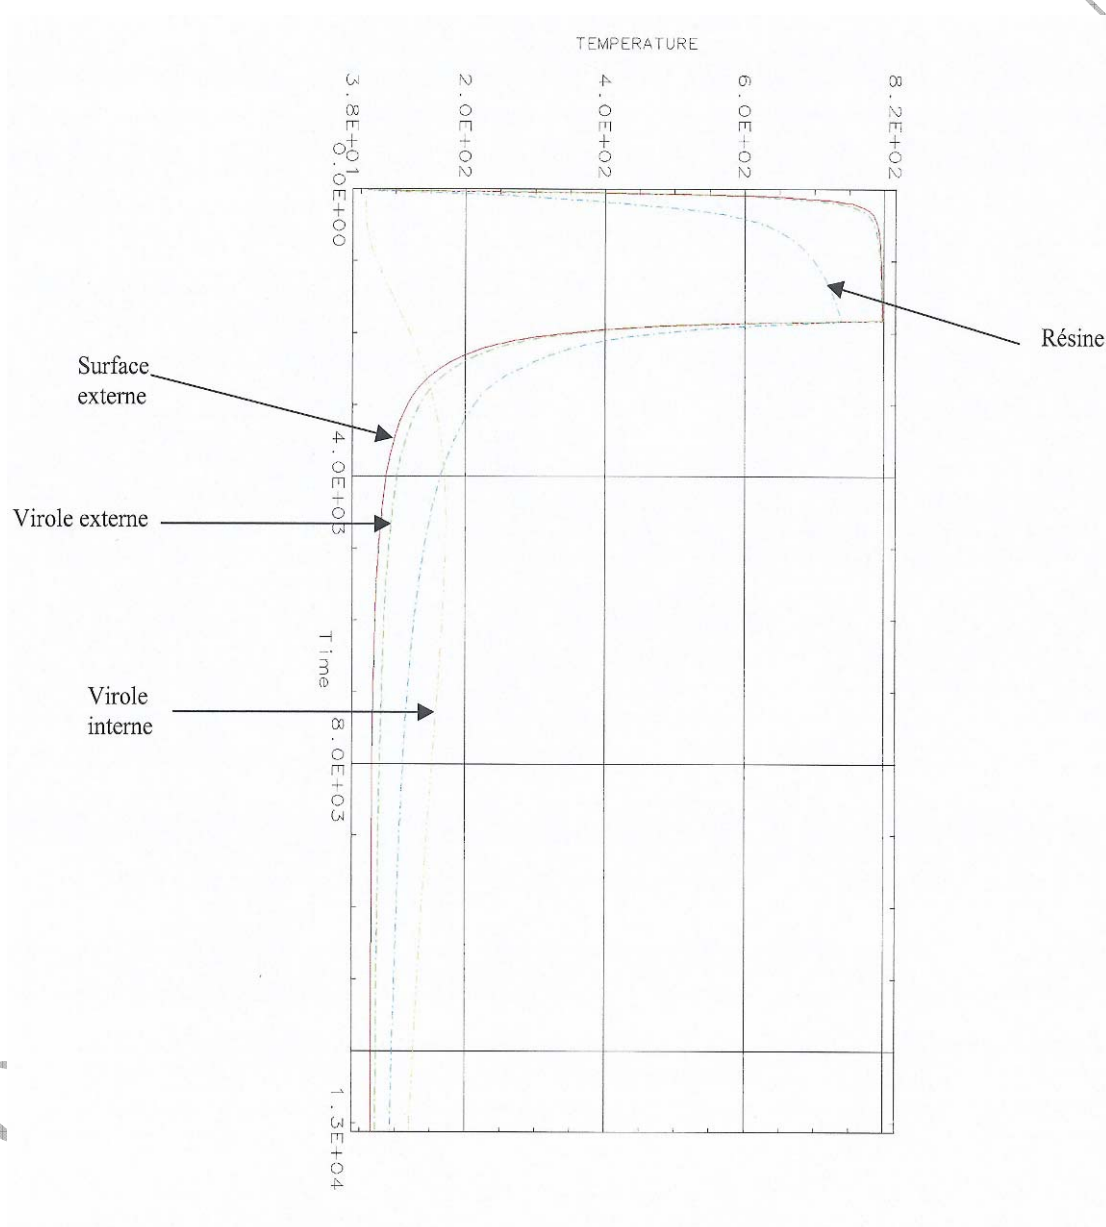 TEMPERATURE
3.8E+01
2.0E+02
4.0E+02
6.0E+02
8.2E+02
0.0E+00
Résine
Surface
externe
4.0E+03
Virole externe
Time
Virole
interne
8.0E+03
1.3E+04